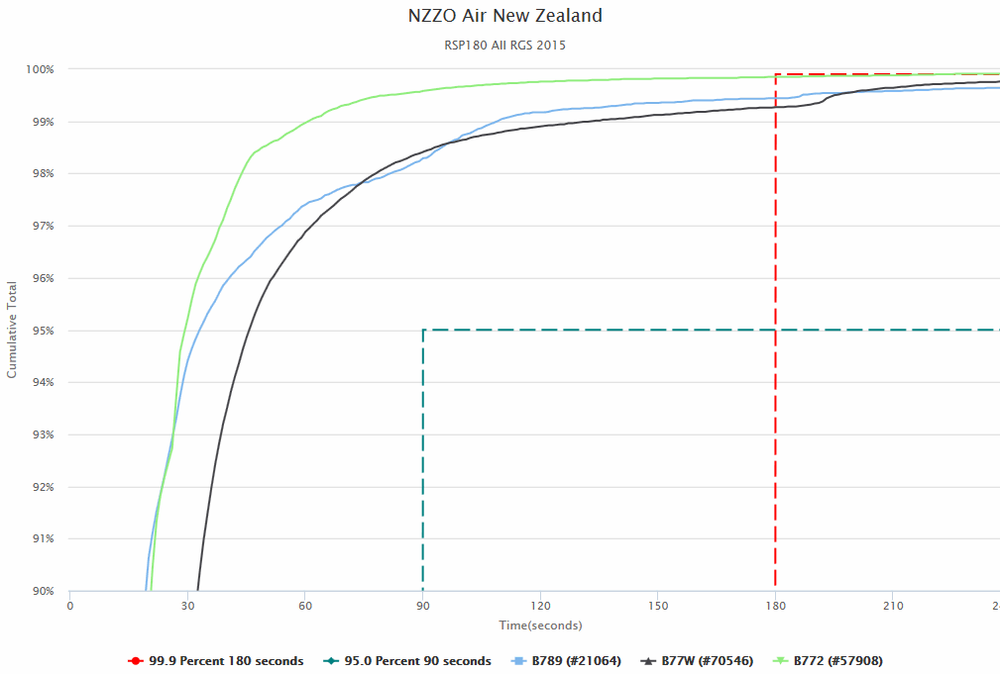 NZZO Air New Zealand
RSP180 All RGS 2015
100%
99%
98%
97%
96%
95%
94%
93%
92%
91%
90%
Cumulative Total
0 30 60 90 120 150 180 210 2
Time(seconds)
99.9 Percent 180 seconds 95.0 Percent 90 seconds B789 (#21064) B77W (#70546) B772 (#57908)